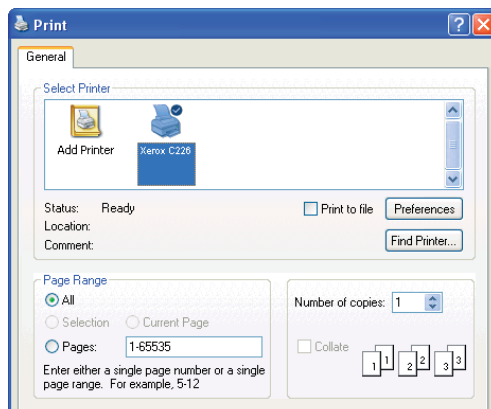 Print
General
Select Printer
Add Printer
Xerox C226
Status: Ready
Location:
Comment:
Print to file
Preferences
Find Printer...
Page Range
All
Selection
Current Page
Pages: 1-65535
Enter either a single page number or a single
page range. For example, 5-12
Number of copies: 1
Collate
1 1 2 2 3 3